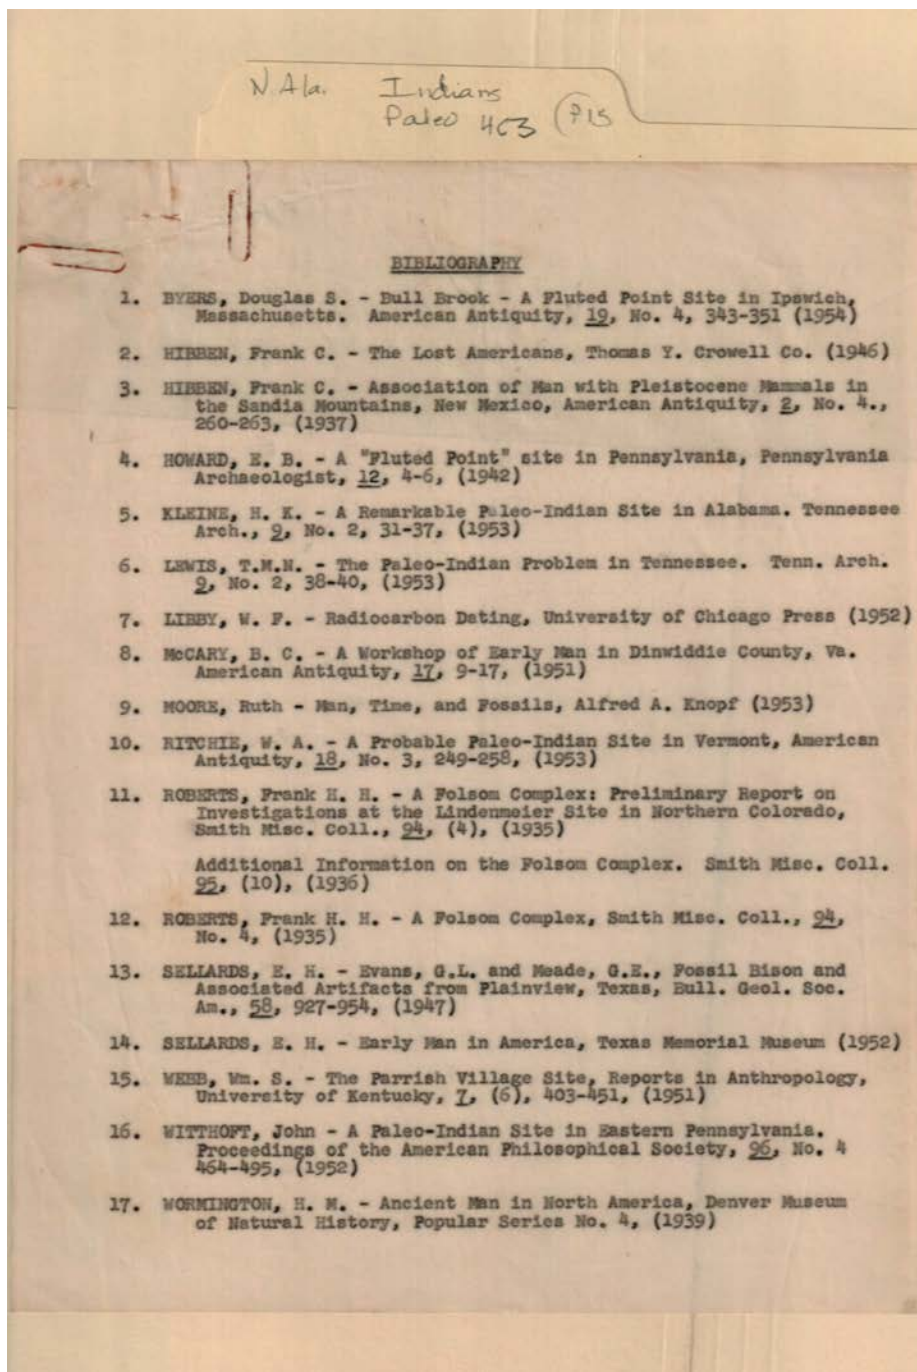 N. Ala. Indians
Paleo 403 P15
BIBLIOGRAPHY
1. BYERS, Douglas S. - Bull Brook - A Fluted Point Site in Ipswich,
Massachusetts. American Antiquity, 19, No. 4, 343-351 (1954)
2. HIBBEN, Frank C. - The Lost Americans, Thomas Y. Crowell Co. (1946)
3. HIBBEN, Frank C. - Association of Man with Pleistocene Mammals in
the Sandia Mountains, New Mexico, American Antiquity, 2, No. 4.,
260-263, (1937)
4. HOWARD, E. B. - A "Fluted Point" site in Pennsylvania, Pennsylvania
Archaeologist, 12, 4-6, (1942)
5. KLEINE, H. K. - A Remarkable Paleo-Indian Site in Alabama. Tennessee
Arch., 9, No. 2, 31-37, (1953)
6. LEWIS, T.M.N. - The Paleo-Indian Problem in Tennessee. Tenn. Arch.
9, No. 2, 38-40, (1953)
7. LIBBY, W. F. - Radiocarbon Dating, University of Chicago Press (1952)
8. McCARY, B. C. - A Workshop of Early Man in Dinwiddie County, Va.
American Antiquity, 17, 9-17, (1951)
9. MOORE, Ruth - Man, Time, and Fossils, Alfred A. Knopf (1953)
10. RITCHIE, W. A. - A Probable Paleo-Indian Site in Vermont, American
Antiquity, 18, No. 3, 249-258, (1953)
11. ROBERTS, Frank H. H. - A Folsom Complex: Preliminary Report on
Investigations at the Lindenmeier Site in Northern Colorado,
Smith Misc. Coll., 94, (4), (1935)
Additional Information on the Folsom Complex. Smith Misc. Coll.
95, (10), (1936)
12. ROBERTS, Frank H. H. - A Folsom Complex, Smith Misc. Coll., 94,
No. 4, (1935)
13. SELLARDS, E. H. - Evans, G.L. and Meade, G.E., Fossil Bison and
Associated Artifacts from Plainview, Texas, Bull. Geol. Soc.
Am., 58, 927-954, (1947)
14. SELLARDS, E. H. - Early Man in America, Texas Memorial Museum (1952)
15. WEBB, Wm. S. - The Parrish Village Site, Reports in Anthropology,
University of Kentucky, 7, (6), 403-451, (1951)
16. WITTHOFT, John - A Paleo-Indian Site in Eastern Pennsylvania.
Proceedings of the American Philosophical Society, 96, No. 4
464-495, (1952)
17. WORMINGTON, H. M. - Ancient Man in North America, Denver Museum
of Natural History, Popular Series No. 4, (1939)